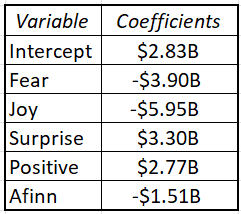 Variable Coefficients
Intercept $2.83B
Fear -$3.90B
Joy -$5.95B
Surprise $3.30B
Positive $2.77B
Afinn -$1.51B